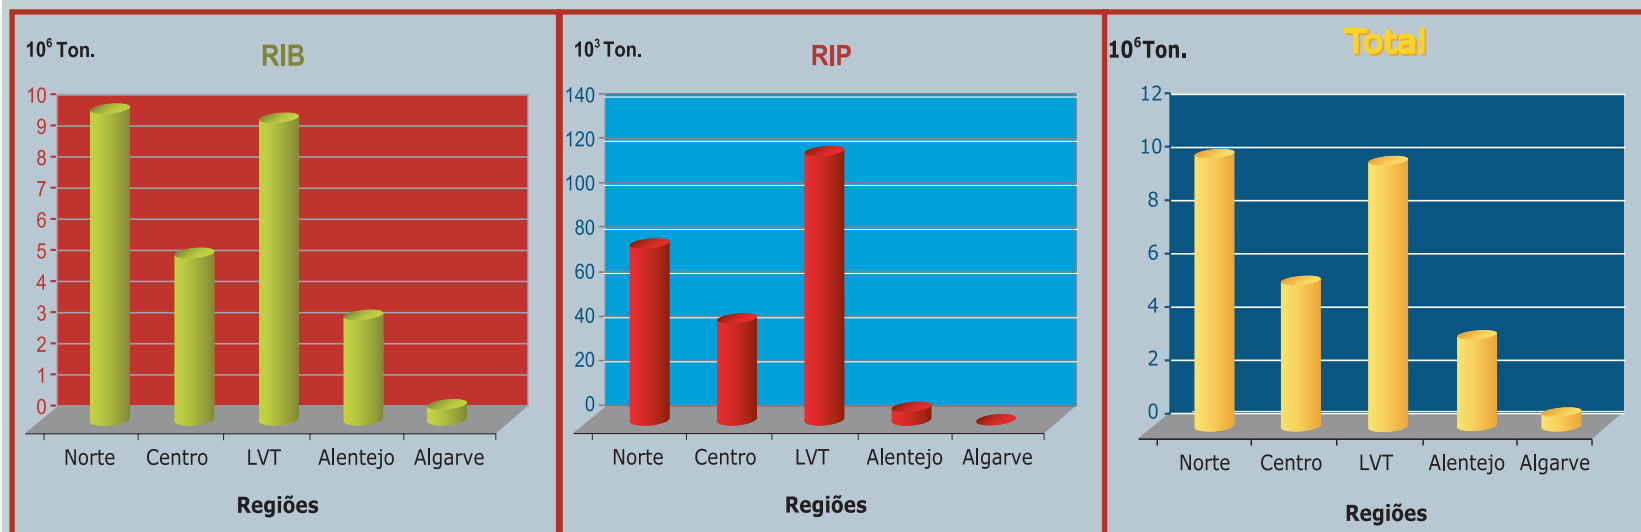 10⁶ Ton.
RIB
10
9
8
7
6
5
4
3
2
1
0
Norte Centro LVT Alentejo Algarve
Regiões
10³ Ton.
RIP
140
120
100
80
60
40
20
0
Norte Centro LVT Alentejo Algarve
Regiões
10⁶Ton.
Total
12
10
8
6
4
2
0
Norte Centro LVT Alentejo Algarve
Regiões